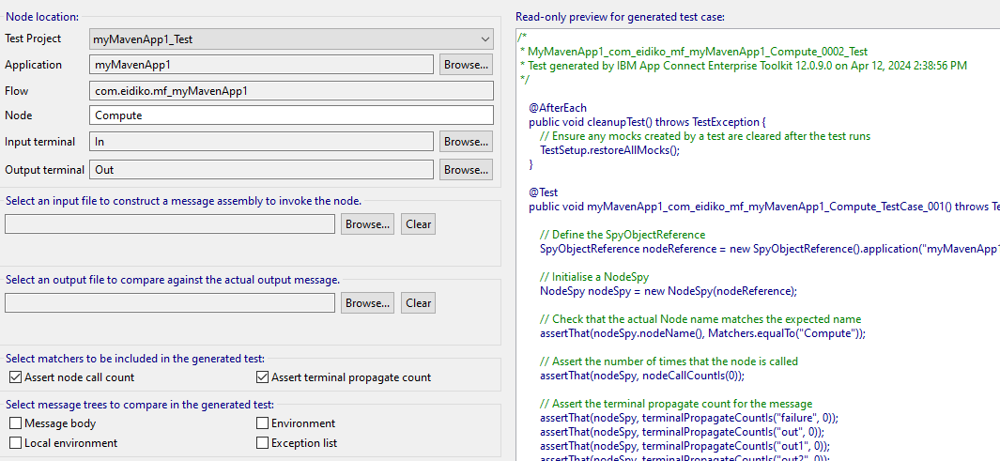 Node location:
Test Project myMavenApp1_Test
Application myMavenApp1 Browse...
Flow com.eidiko.mf_myMavenApp1
Node Compute
Input terminal In Browse...
Output terminal Out Browse...
Select an input file to construct a message assembly to invoke the node.
Browse... Clear
Select an output file to compare against the actual output message.
Browse... Clear
Select matchers to be included in the generated test:
Assert node call count Assert terminal propagate count
Select message trees to compare in the generated test:
Message body Environment
Local environment Exception list
Read-only preview for generated test case:
/*
* MyMavenApp1_com_eidiko_mf_myMavenApp1_Compute_0002_Test
* Test generated by IBM App Connect Enterprise Toolkit 12.0.9.0 on Apr 12, 2024 2:38:56 PM
*/
@AfterEach
public void cleanupTest() throws TestException {
// Ensure any mocks created by a test are cleared after the test runs
TestSetup.restoreAllMocks();
}
@Test
public void myMavenApp1_com_eidiko_mf_myMavenApp1_Compute_TestCase_001() throws Te
// Define the SpyObjectReference
SpyObjectReference nodeReference = new SpyObjectReference().application("myMavenApp1
// Initialise a NodeSpy
NodeSpy nodeSpy = new NodeSpy(nodeReference);
// Check that the actual Node name matches the expected name
assertThat(nodeSpy.nodeName(), Matchers.equalTo("Compute"));
// Assert the number of times that the node is called
assertThat(nodeSpy, nodeCallCountIs(0));
// Assert the terminal propagate count for the message
assertThat(nodeSpy, terminalPropagateCountIs("failure", 0));
assertThat(nodeSpy, terminalPropagateCountIs("out", 0));
assertThat(nodeSpy, terminalPropagateCountIs("out1", 0));
assertThat(nodeSpy, terminalPropagateCountIs("out2", 0));